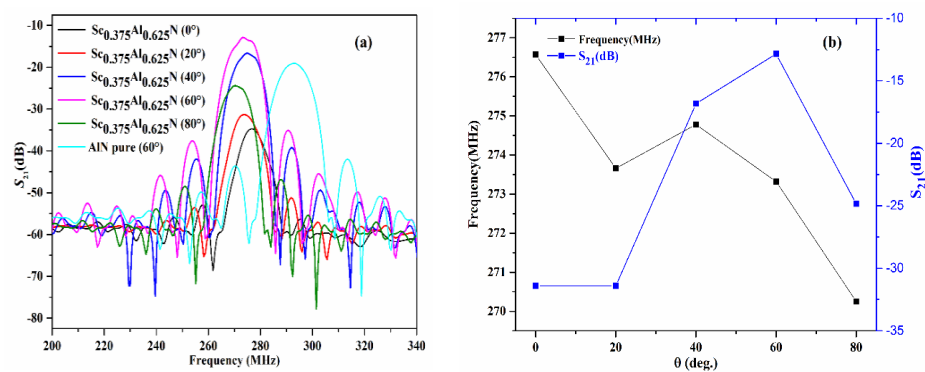 (a)
Sc0.375Al0.625N (0°)
Sc0.375Al0.625N (20°)
Sc0.375Al0.625N (40°)
Sc0.375Al0.625N (60°)
Sc0.375Al0.625N (80°)
AlN pure (60°)
S21(dB)
-10
-20
-30
-40
-50
-60
-70
-80
200 220 240 260 280 300 320 340
Frequency (MHz)
(b)
Frequency(MHz)
S21(dB)
Frequency(MHz)
277
276
275
274
273
272
271
270
0 20 40 60 80
θ (deg.)
-10
-15
-20
-25
-30
-35
S21(dB)